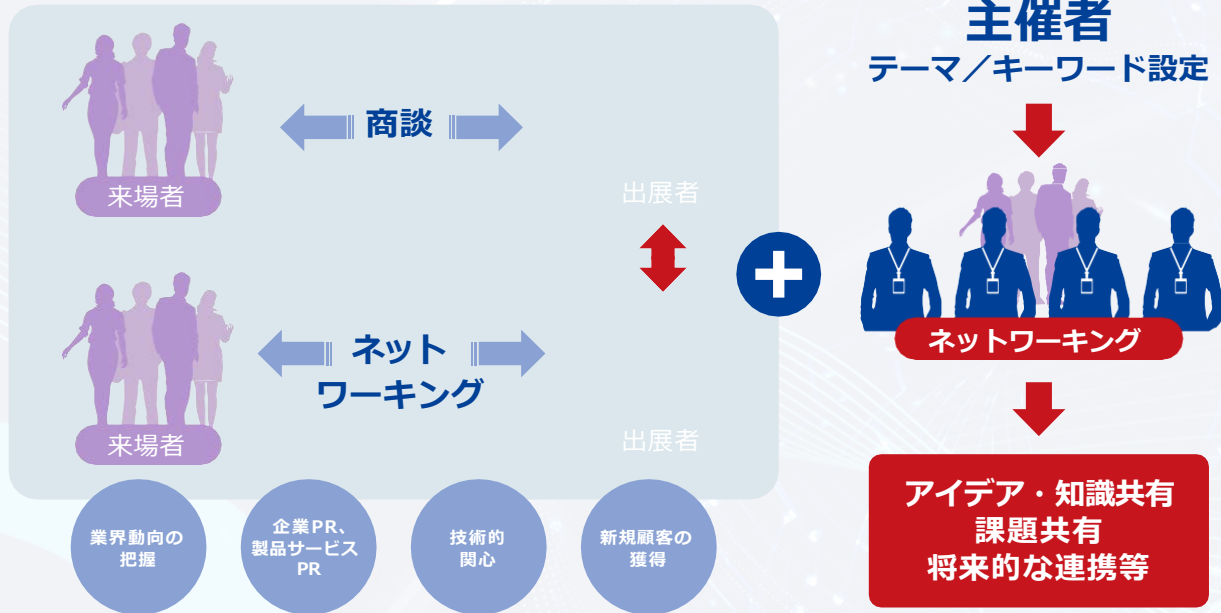 主催者
テーマ／キーワード設定
商談
来場者
出展者
ネットワーキング
ネット
ワーキング
来場者
出展者
アイデア・知識共有
課題共有
将来的な連携等
業界動向の
把握
企業PR、
製品サービス
PR
技術的
関心
新規顧客の
獲得